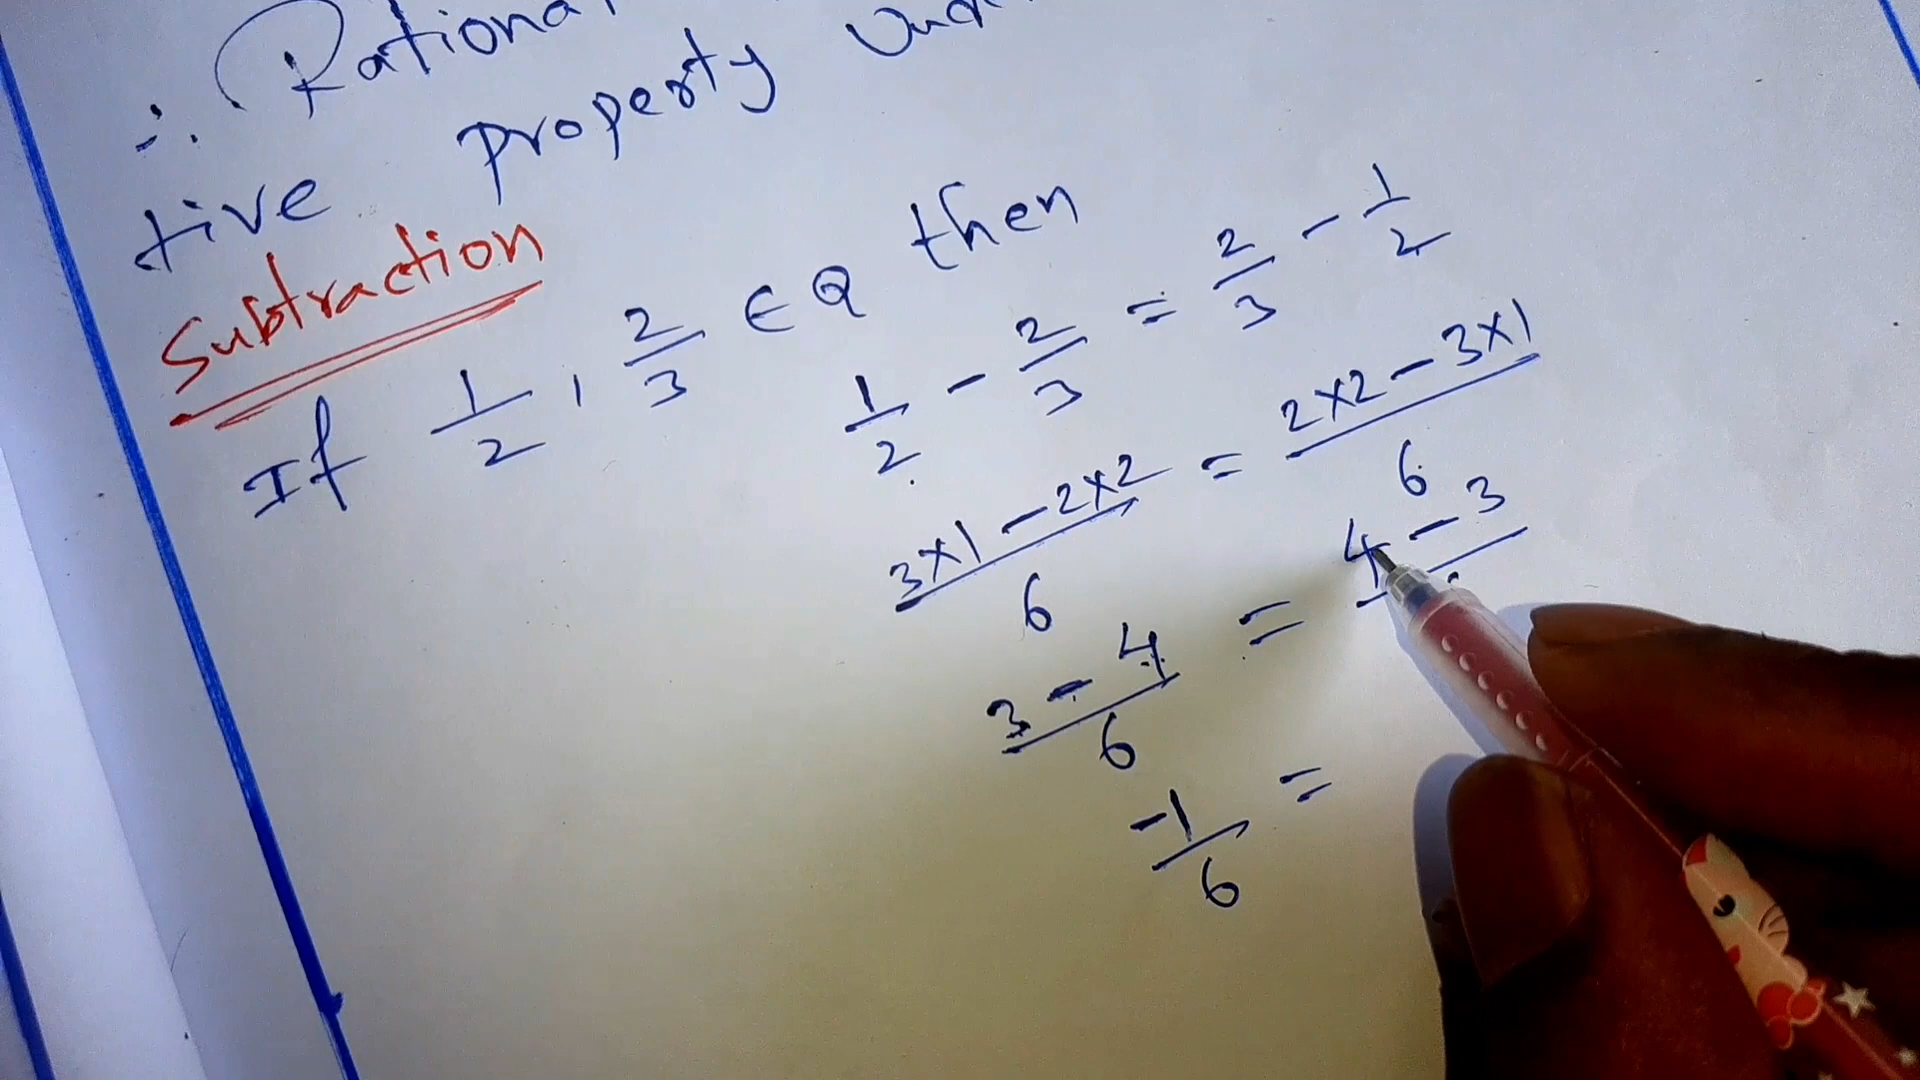 ∴ Rational
tive property
Subtraction
If 1/2, 2/3 ∈ Q then
1/2 - 2/3 = 2/3 - 1/2
3×1 - 2×2 / 6 = 2×2 - 3×1 / 6
3 - 4 / 6 = 4 - 3
-1/6 =